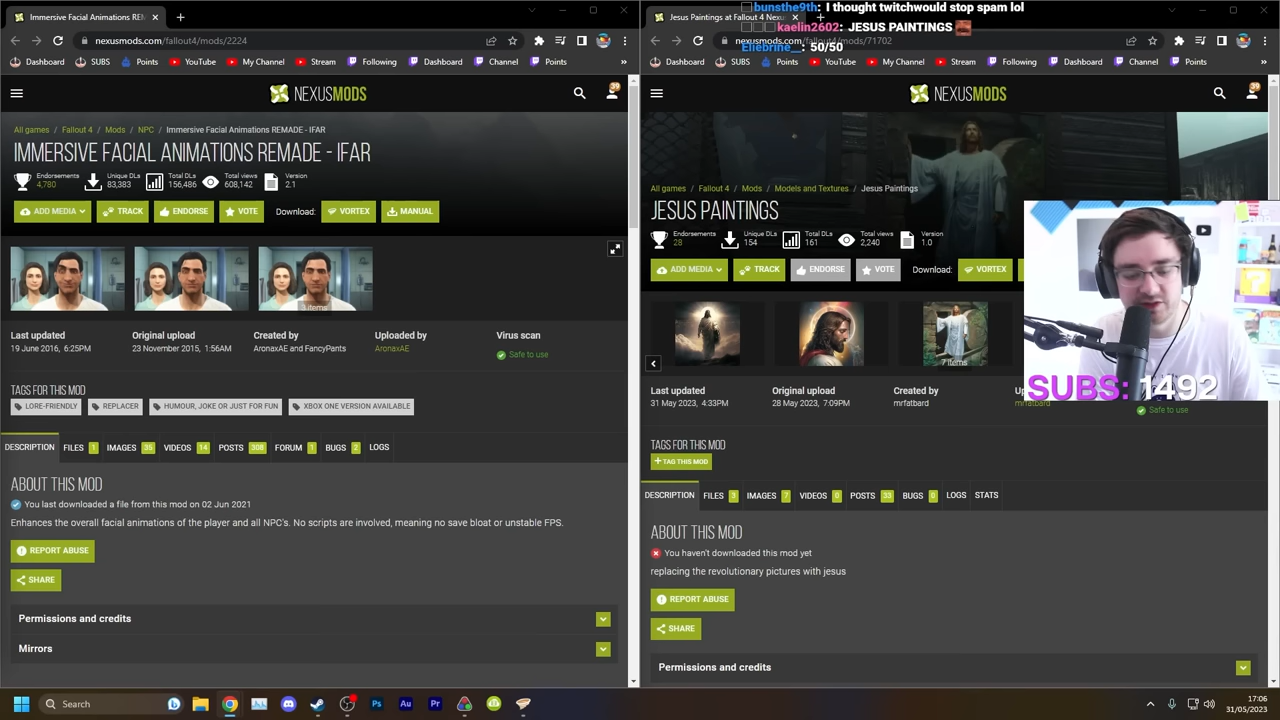 Immersive Facial Animations REM
nexusmods.com/fallout4/mods/2224
Dashboard
SUBS
Points
YouTube
My Channel
Stream
Following
Dashboard
Channel
Points
NEXUSMODS
39
All games / Fallout 4 / Mods / NPC / Immersive Facial Animations REMADE - IFAR
IMMERSIVE FACIAL ANIMATIONS REMADE - IFAR
Endorsements
4,780
Unique DLs
83,383
Total DLs
156,486
Total views
608,142
Version
2.1
ADD MEDIA
TRACK
ENDORSE
VOTE
Download:
VORTEX
MANUAL
3 items
Last updated
19 June 2016, 6:25PM
Original upload
23 November 2015, 1:56AM
Created by
AronaxAE and FancyPants
Uploaded by
AronaxAE
Virus scan
Safe to use
TAGS FOR THIS MOD
LORE-FRIENDLY
REPLACER
HUMOUR, JOKE OR JUST FOR FUN
XBOX ONE VERSION AVAILABLE
DESCRIPTION
FILES 1
IMAGES 35
VIDEOS 14
POSTS 308
FORUM 1
BUGS 2
LOGS
ABOUT THIS MOD
You last downloaded a file from this mod on 02 Jun 2021
Enhances the overall facial animations of the player and all NPC's. No scripts are involved, meaning no save bloat or unstable FPS.
REPORT ABUSE
SHARE
Permissions and credits
Mirrors
Jesus Paintings at Fallout 4 Nexu
bunsthe9th: I thought twitchwould stop spam lol
kaelin2602: JESUS PAINTINGS
Eliebrine_: 50/50
nexusmods.com/fallout4/mods/71702
Dashboard
SUBS
Points
YouTube
My Channel
Stream
Following
Dashboard
Channel
Points
NEXUSMODS
39
All games / Fallout 4 / Mods / Models and Textures / Jesus Paintings
JESUS PAINTINGS
Endorsements
28
Unique DLs
154
Total DLs
161
Total views
2,240
Version
1.0
ADD MEDIA
TRACK
ENDORSE
VOTE
Download:
VORTEX
7 items
Last updated
31 May 2023, 4:33PM
Original upload
28 May 2023, 7:09PM
Created by
mrfatbard
mrfatbard
Safe to use
SUBS: 1492
TAGS FOR THIS MOD
TAG THIS MOD
DESCRIPTION
FILES 3
IMAGES 7
VIDEOS 0
POSTS 33
BUGS 0
LOGS
STATS
ABOUT THIS MOD
You haven't downloaded this mod yet
replacing the revolutionary pictures with jesus
REPORT ABUSE
SHARE
Permissions and credits
Search
17:06
31/05/2023